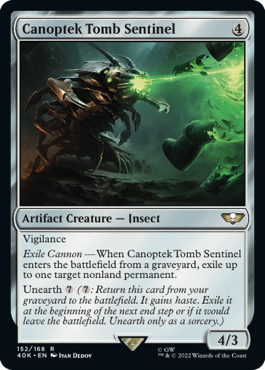 Canoptek Tomb Sentinel 4
Artifact Creature — Insect
Vigilance
Exile Cannon — When Canoptek Tomb Sentinel
enters the battlefield from a graveyard, exile up
to one target nonland permanent.
Unearth 7 (7: Return this card from your
graveyard to the battlefield. It gains haste. Exile it
at the beginning of the next end step or if it would
leave the battlefield. Unearth only as a sorcery.)
4/3
152/168 R
40K • EN Ivan Dedov
© GW
™ & © 2022 Wizards of the Coast